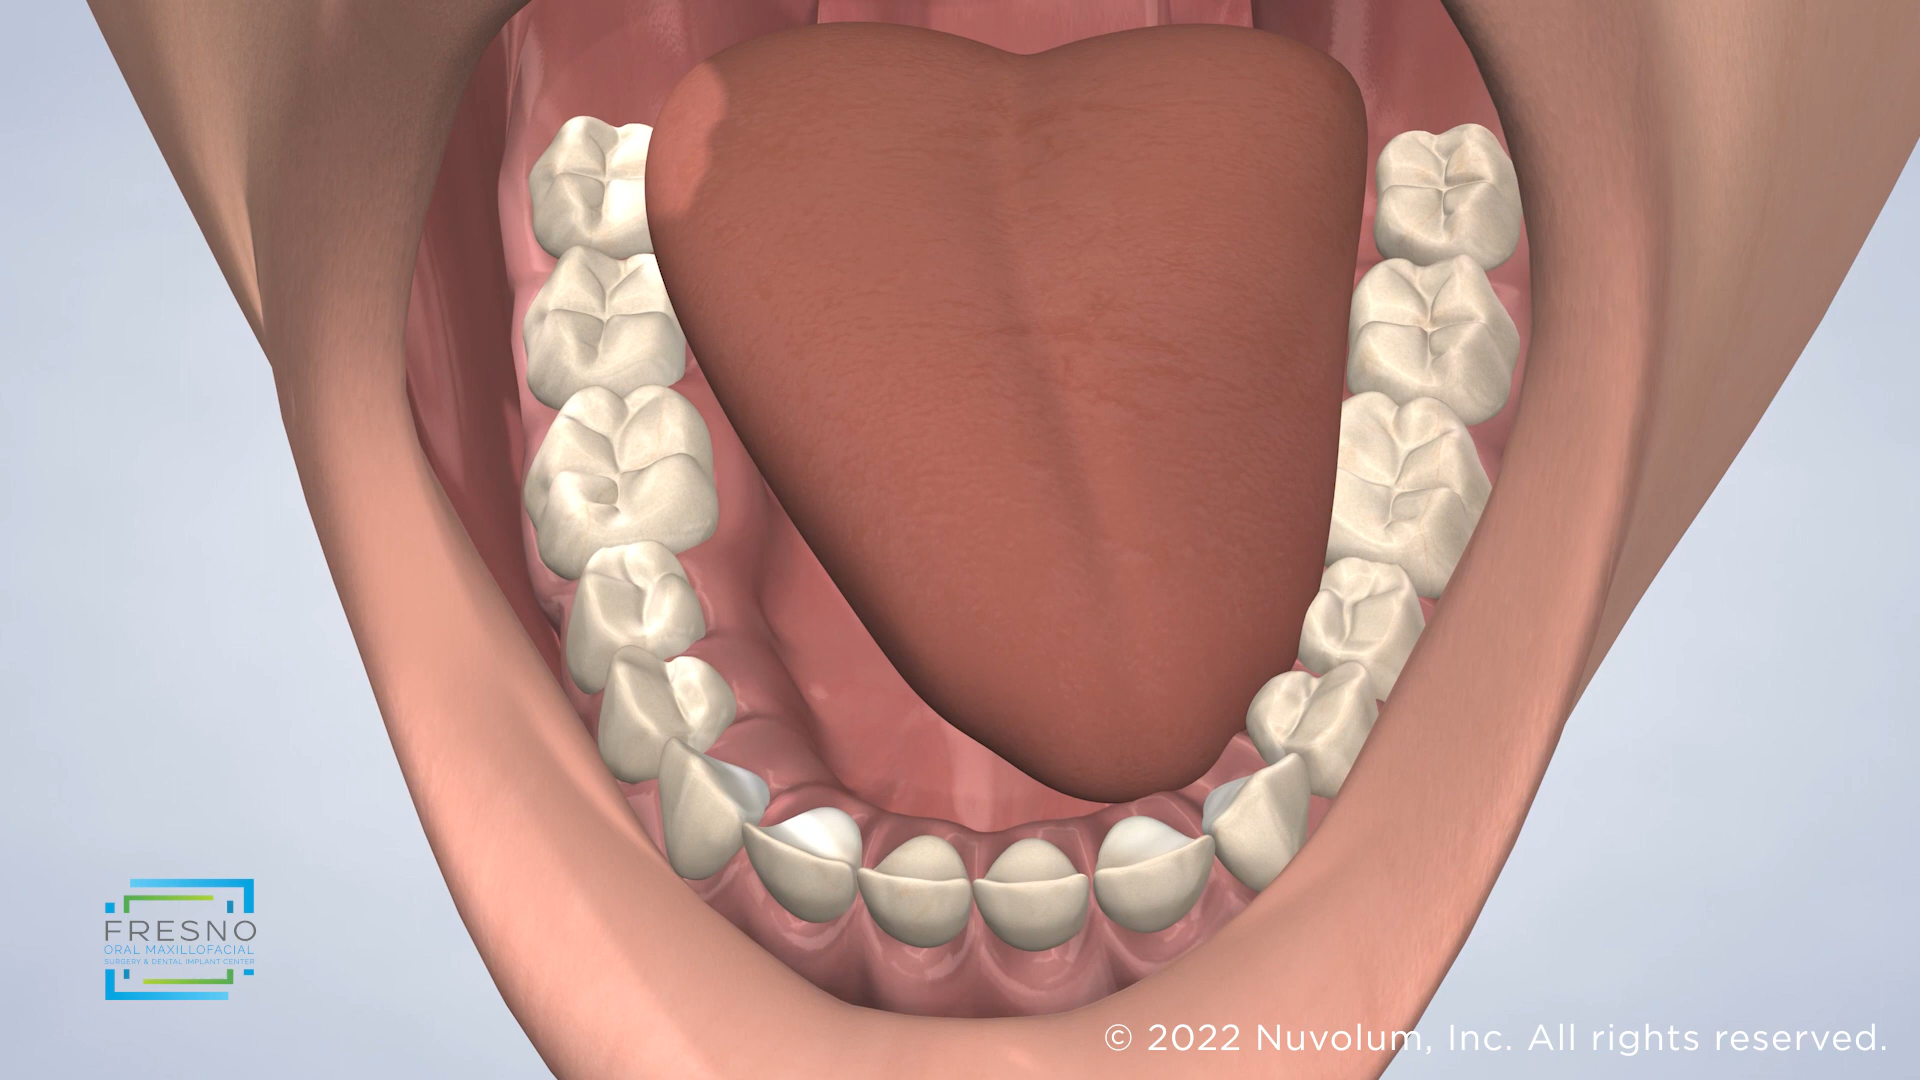 FRESNO
ORAL MAXILLOFACIAL
SURGERY & DENTAL IMPLANT CENTER
© 2022 Nuvolum, Inc. All rights reserved.